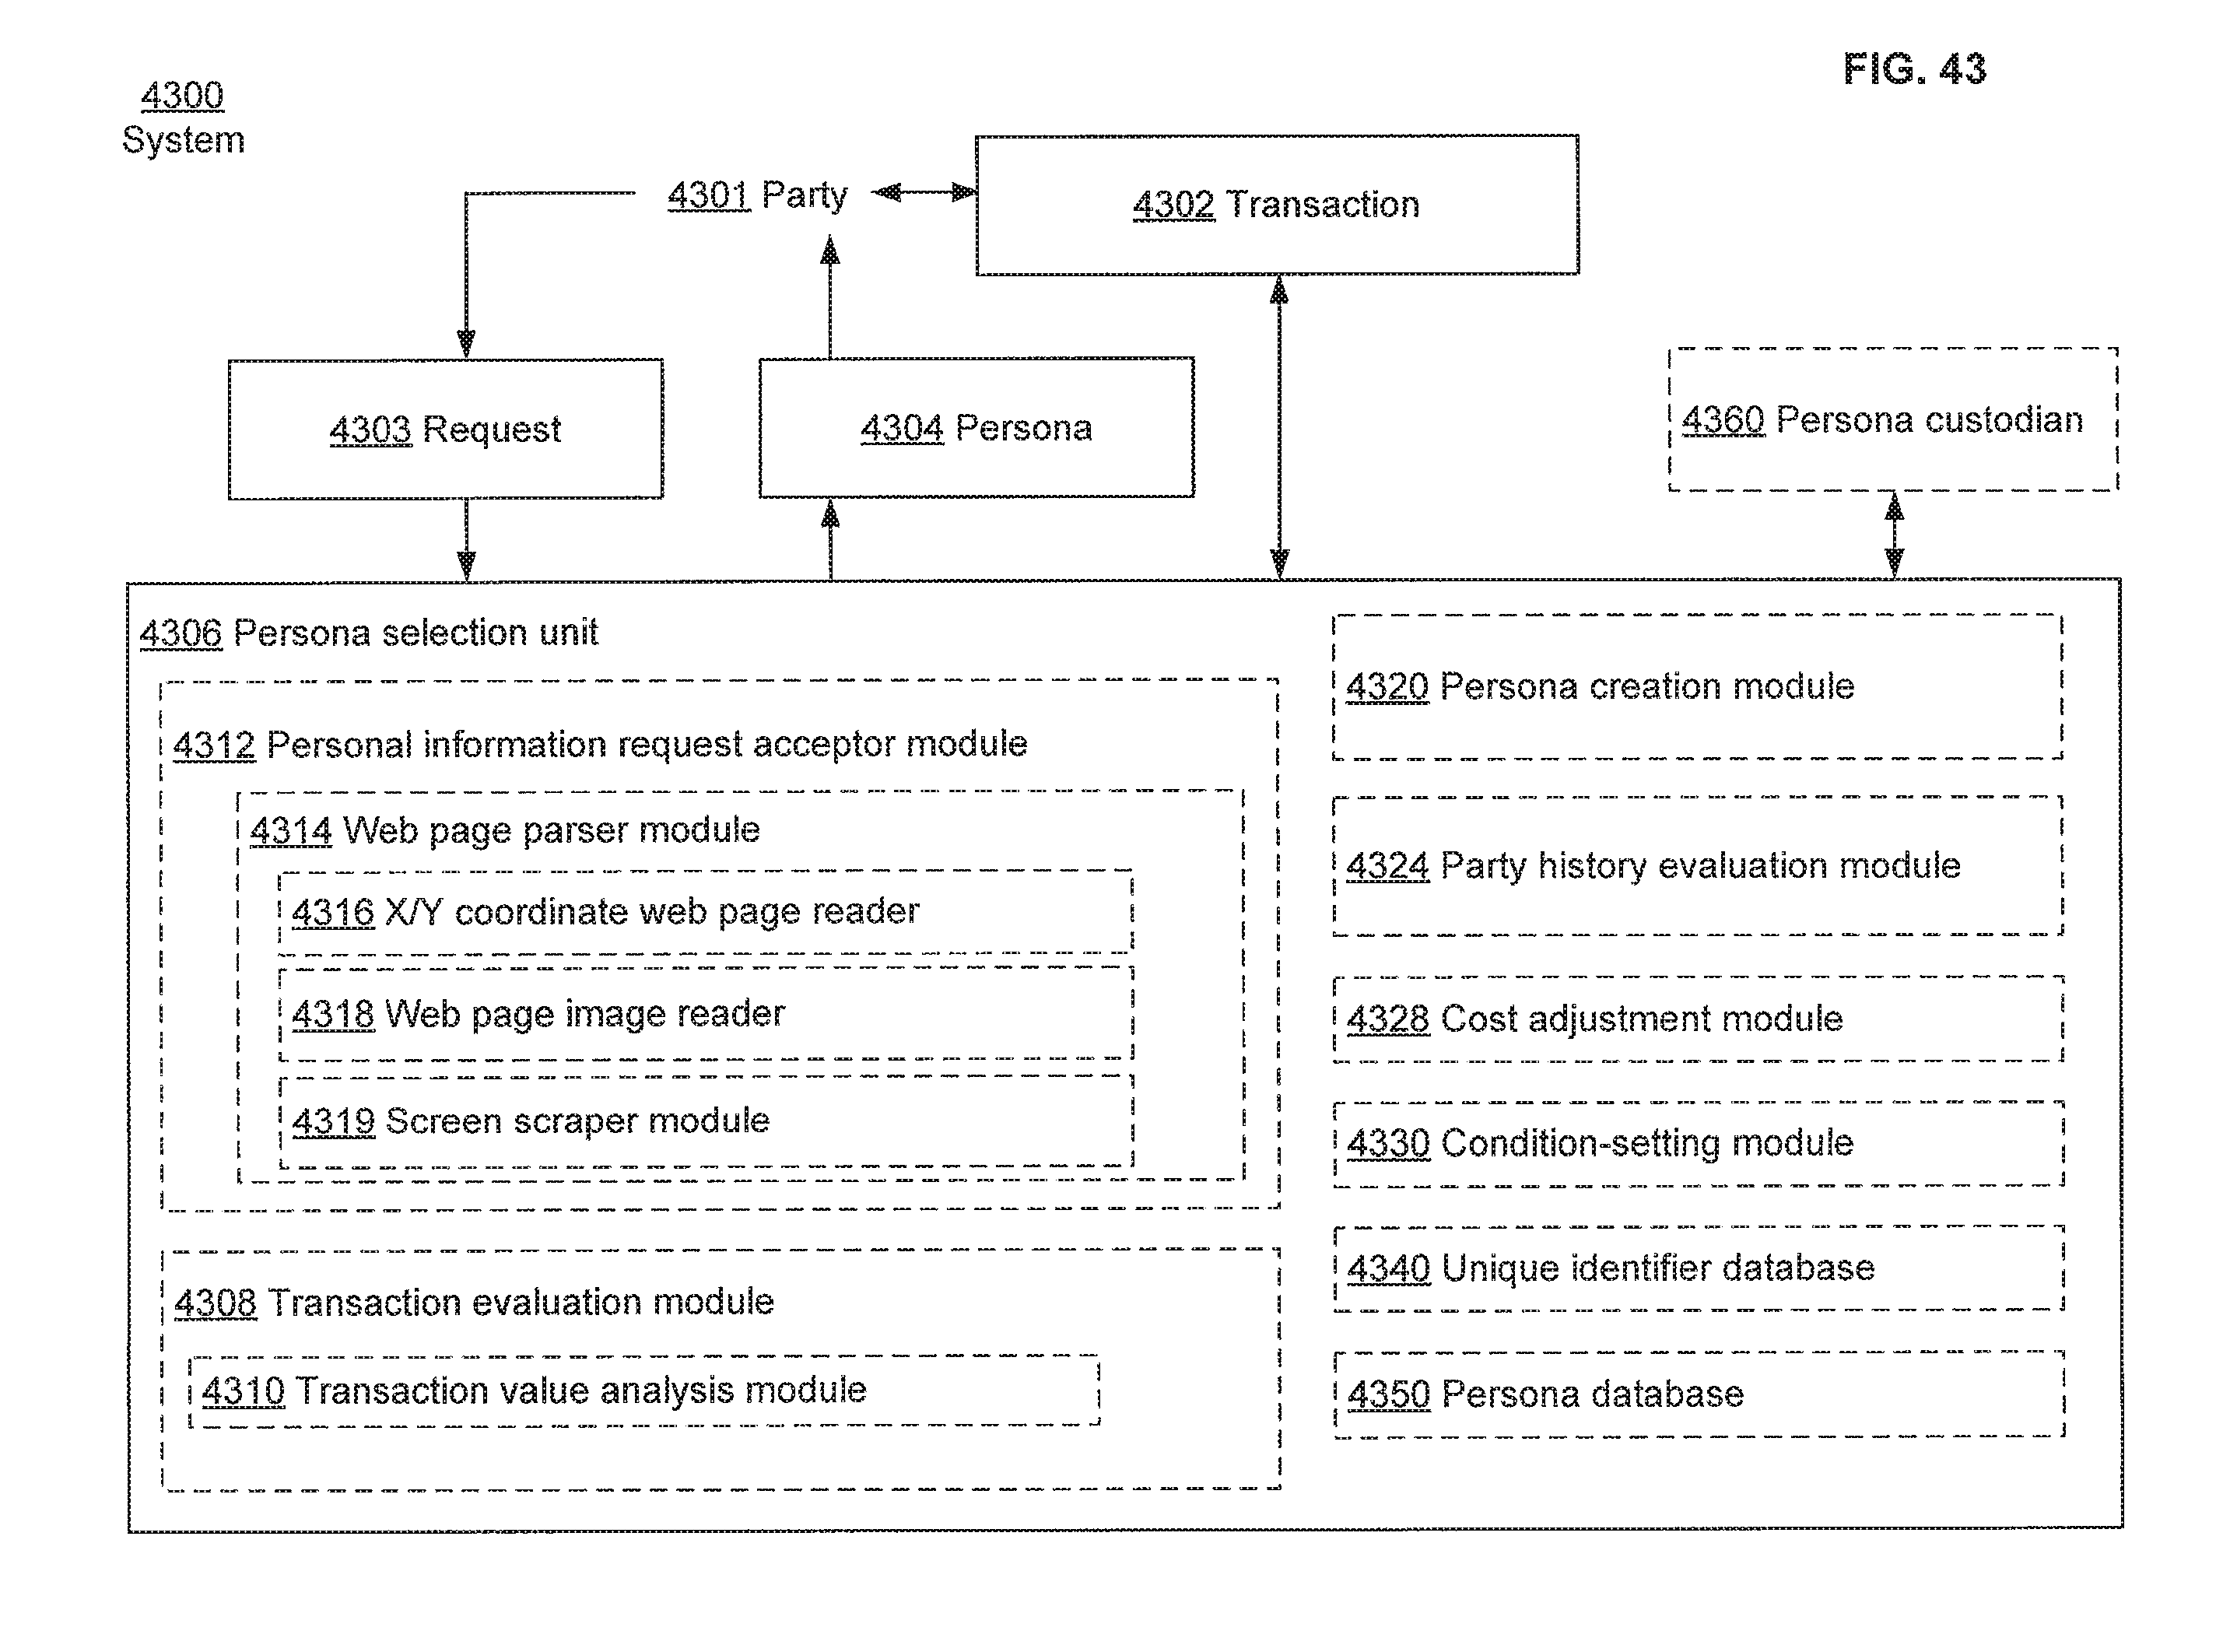 FIG. 43
4300
System
4301 Party
4302 Transaction
4303 Request
4304 Persona
4360 Persona custodian
4306 Persona selection unit
4312 Personal information request acceptor module
4314 Web page parser module
4316 X/Y coordinate web page reader
4318 Web page image reader
4319 Screen scraper module
4308 Transaction evaluation module
4310 Transaction value analysis module
4320 Persona creation module
4324 Party history evaluation module
4328 Cost adjustment module
4330 Condition-setting module
4340 Unique identifier database
4350 Persona database